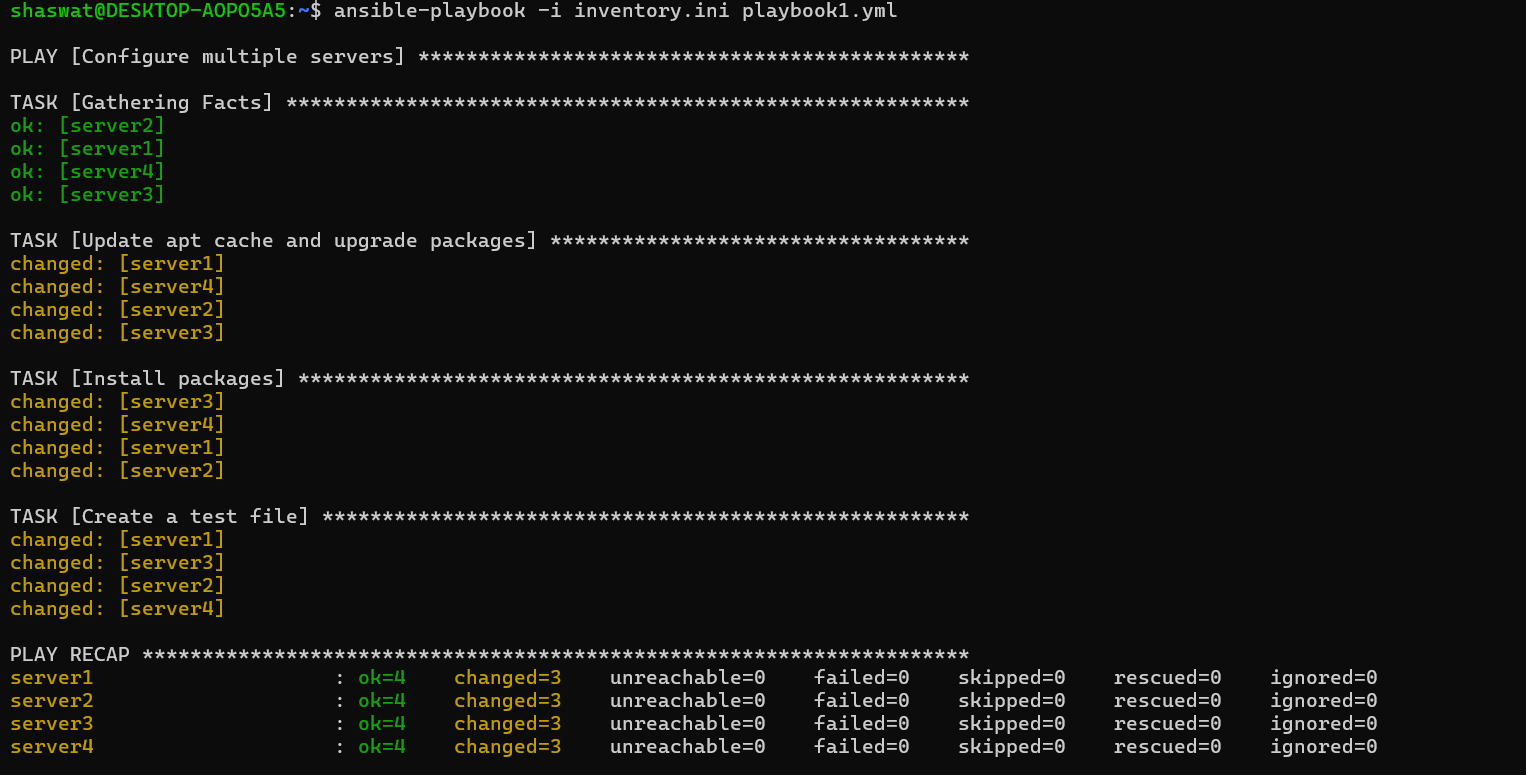 shaswat@DESKTOP-AOPO5A5:~$ ansible-playbook -i inventory.ini playbook1.yml
PLAY [Configure multiple servers] **********************************************
TASK [Gathering Facts] *********************************************************
ok: [server2]
ok: [server1]
ok: [server4]
ok: [server3]
TASK [Update apt cache and upgrade packages] ***********************************
changed: [server1]
changed: [server4]
changed: [server2]
changed: [server3]
TASK [Install packages] ********************************************************
changed: [server3]
changed: [server4]
changed: [server1]
changed: [server2]
TASK [Create a test file] ******************************************************
changed: [server1]
changed: [server3]
changed: [server2]
changed: [server4]
PLAY RECAP *********************************************************************
server1                    : ok=4    changed=3    unreachable=0    failed=0    skipped=0    rescued=0    ignored=0
server2                    : ok=4    changed=3    unreachable=0    failed=0    skipped=0    rescued=0    ignored=0
server3                    : ok=4    changed=3    unreachable=0    failed=0    skipped=0    rescued=0    ignored=0
server4                    : ok=4    changed=3    unreachable=0    failed=0    skipped=0    rescued=0    ignored=0